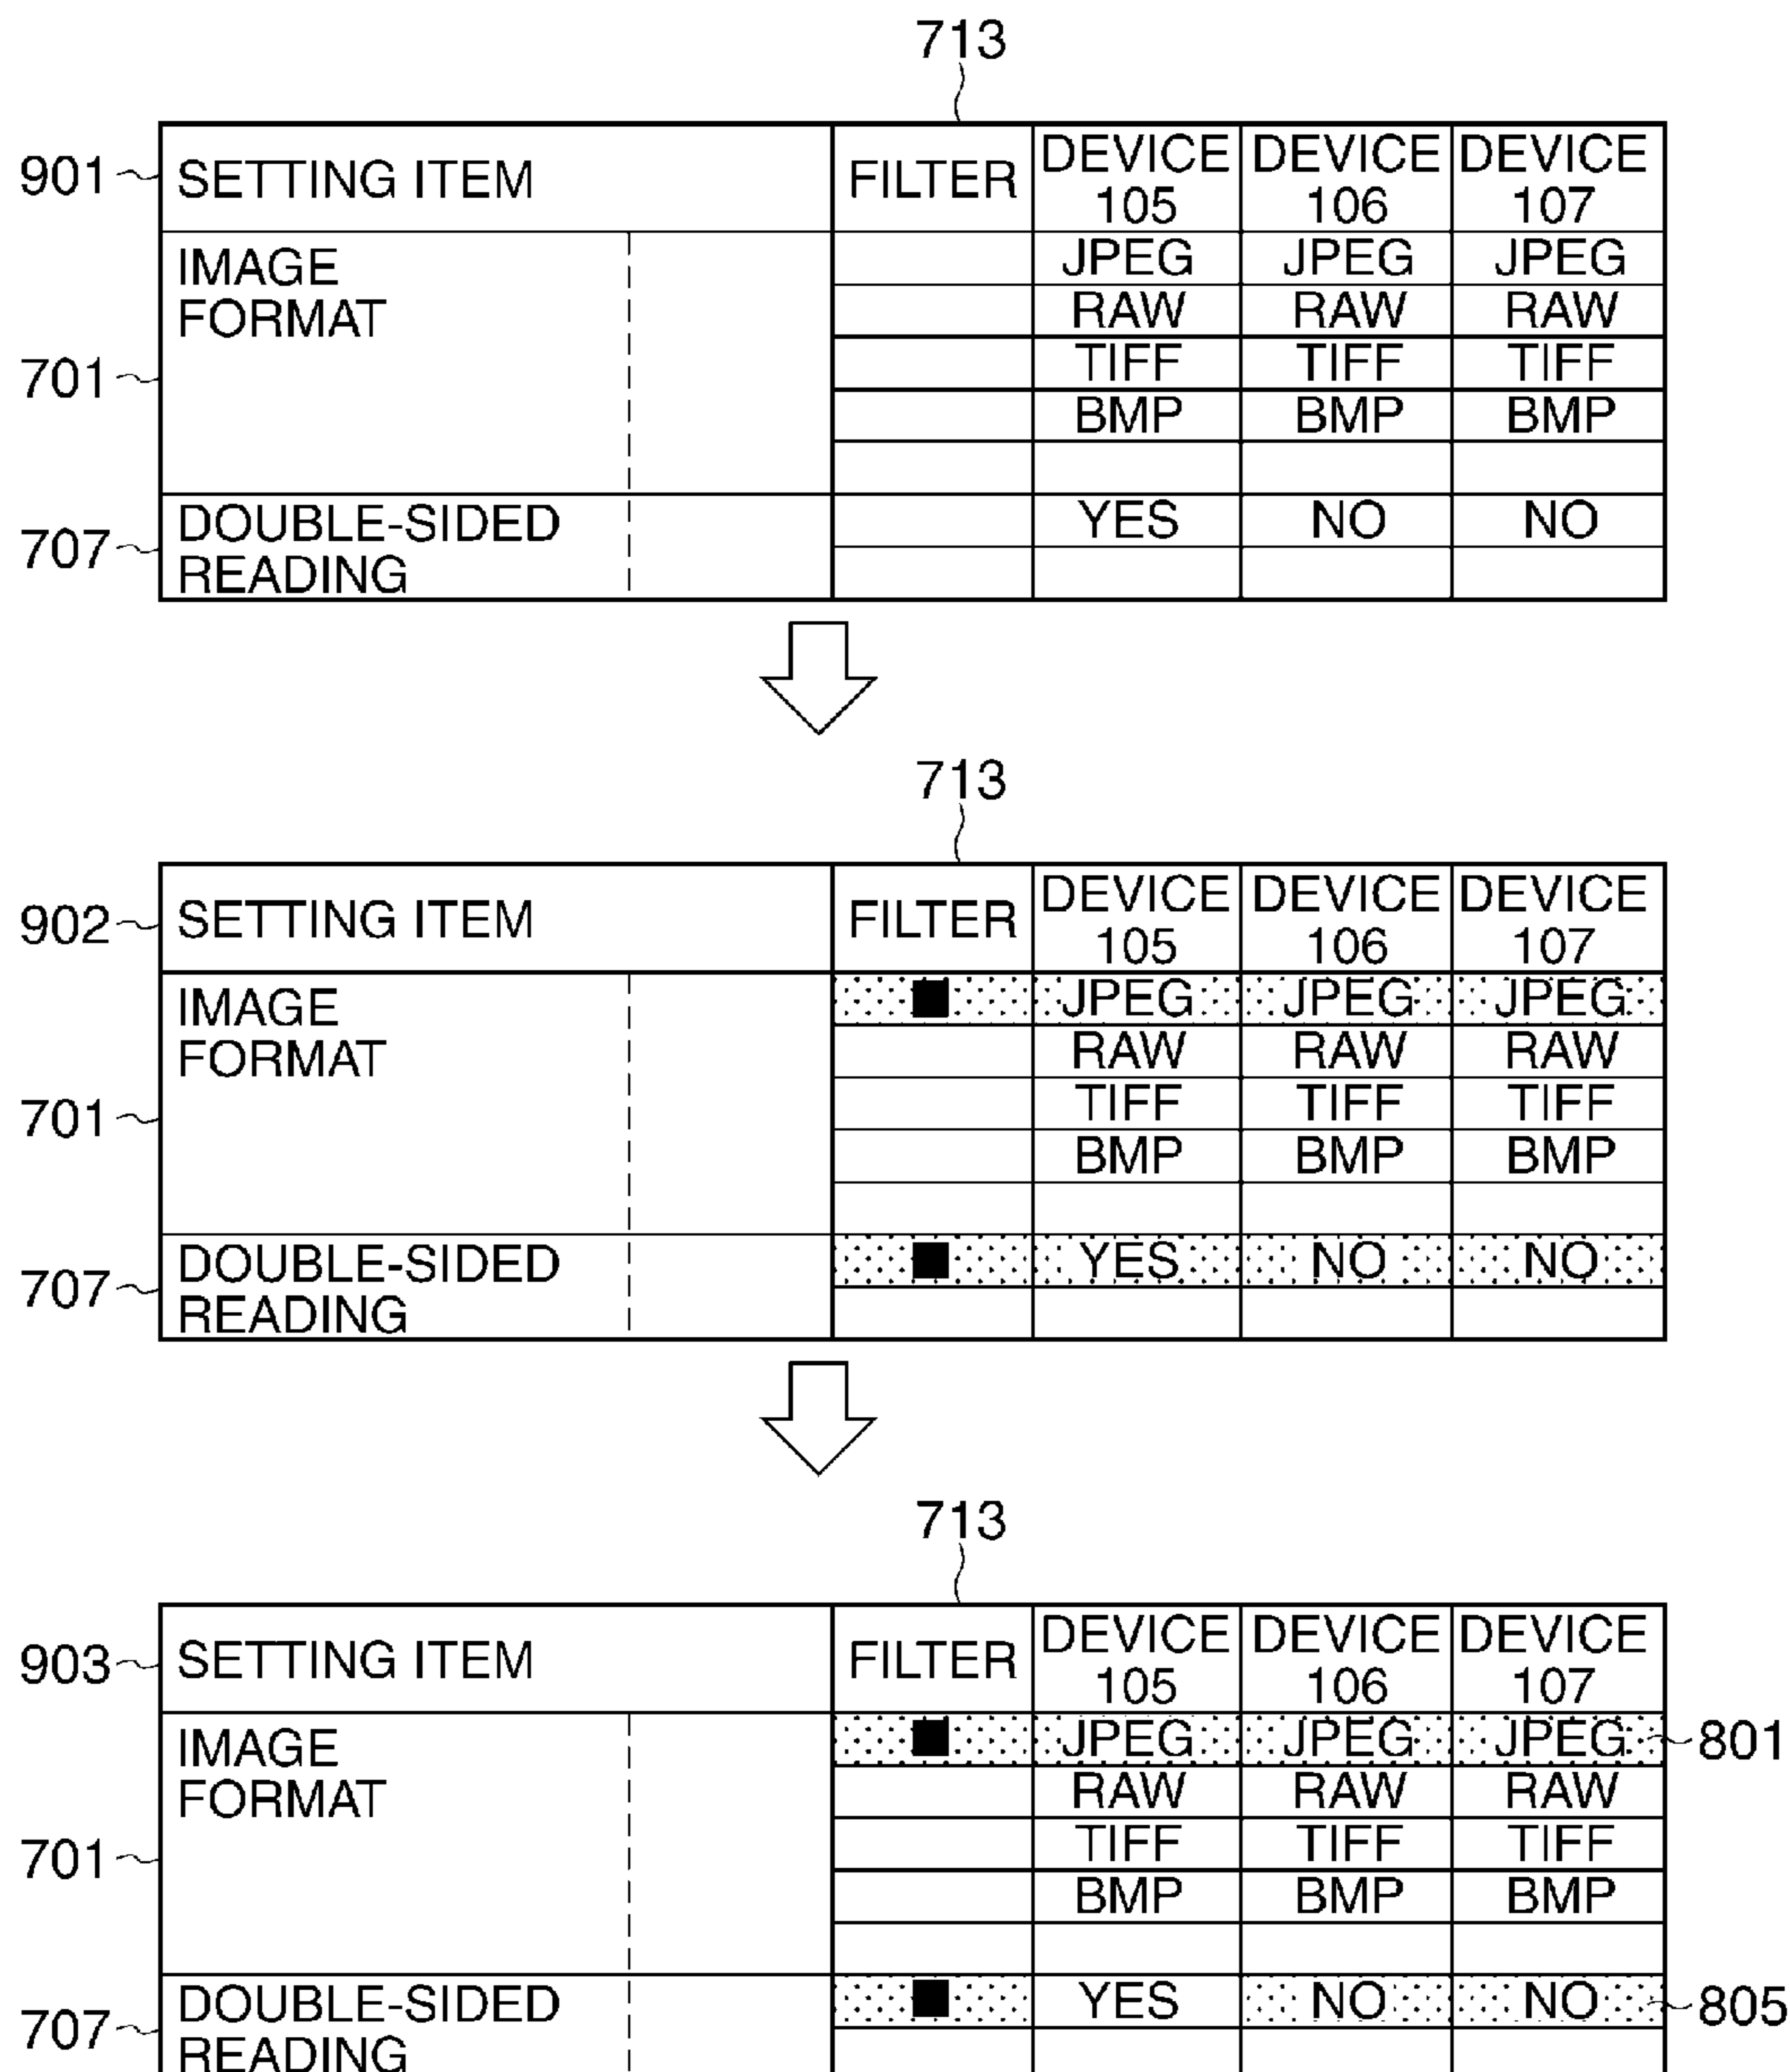 713
901 SETTING ITEM FILTER DEVICE 105 DEVICE 106 DEVICE 107
IMAGE FORMAT JPEG JPEG JPEG
RAW RAW RAW
701 TIFF TIFF TIFF
BMP BMP BMP
707 DOUBLE-SIDED READING YES NO NO
713
902 SETTING ITEM FILTER DEVICE 105 DEVICE 106 DEVICE 107
IMAGE FORMAT JPEG JPEG JPEG
RAW RAW RAW
701 TIFF TIFF TIFF
BMP BMP BMP
707 DOUBLE-SIDED READING YES NO NO
713
903 SETTING ITEM FILTER DEVICE 105 DEVICE 106 DEVICE 107
IMAGE FORMAT JPEG JPEG JPEG 801
RAW RAW RAW
701 TIFF TIFF TIFF
BMP BMP BMP
707 DOUBLE-SIDED READING YES NO NO 805